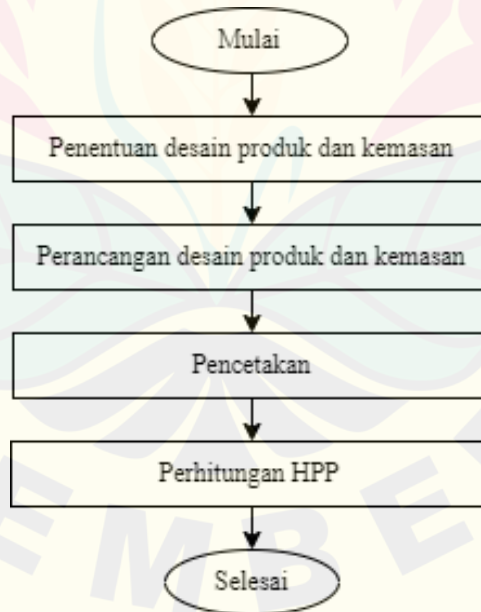 Mulai
Penentuan desain produk dan kemasan
Perancangan desain produk dan kemasan
Pencetakan
Perhitungan HPP
Selesai